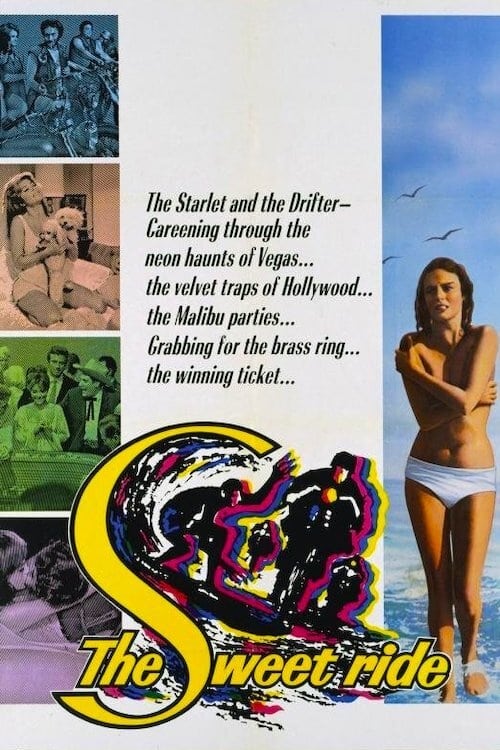 The Starlet and the Drifter–
Careening through the
neon haunts of Vegas...
the velvet traps of Hollywood...
the Malibu parties...
Grabbing for the brass ring...
the winning ticket...
The Sweet ride